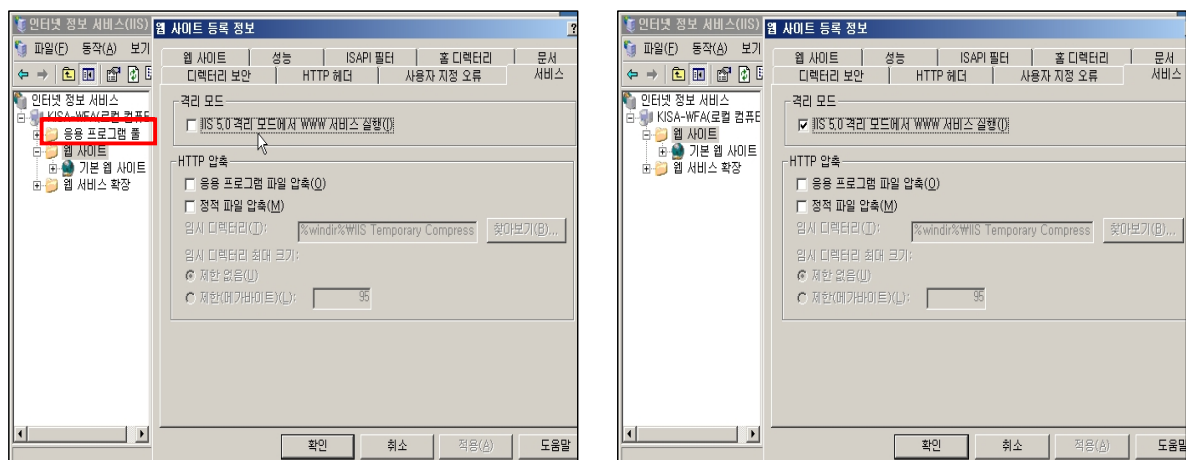 인터넷 정보 서비스(IIS)
웹 사이트 등록 정보
?
파일(F) 동작(A) 보기
웹 사이트 성능 ISAPI 필터 홈 디렉터리 문서
디렉터리 보안 HTTP 헤더 사용자 지정 오류 서비스
인터넷 정보 서비스
KISA-WFA(로컬 컴퓨터
응용 프로그램 풀
웹 사이트
기본 웹 사이트
웹 서비스 확장
격리 모드
IIS 5.0 격리 모드에서 WWW 서비스 실행(I)
HTTP 압축
응용 프로그램 파일 압축(O)
정적 파일 압축(M)
임시 디렉터리(T): %windir%₩IIS Temporary Compress 찾아보기(B)...
임시 디렉터리 최대 크기:
제한 없음(U)
제한(메가바이트)(L): 95
확인 취소 적용(A) 도움말
인터넷 정보 서비스(IIS)
웹 사이트 등록 정보
파일(F) 동작(A) 보기
웹 사이트 성능 ISAPI 필터 홈 디렉터리 문서
디렉터리 보안 HTTP 헤더 사용자 지정 오류 서비스
인터넷 정보 서비스
KISA-WFA(로컬 컴퓨터
웹 사이트
기본 웹 사이트
웹 서비스 확장
격리 모드
IIS 5.0 격리 모드에서 WWW 서비스 실행(I)
HTTP 압축
응용 프로그램 파일 압축(O)
정적 파일 압축(M)
임시 디렉터리(T): %windir%₩IIS Temporary Compress 찾아보기(B)...
임시 디렉터리 최대 크기:
제한 없음(U)
제한(메가바이트)(L): 95
확인 취소 적용(A) 도움말